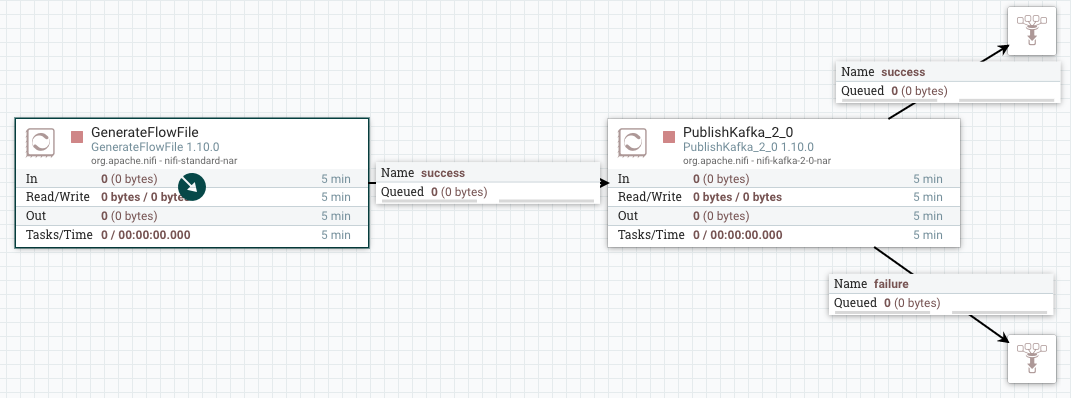 Name success
Queued 0 (0 bytes)
GenerateFlowFile
GenerateFlowFile 1.10.0
org.apache.nifi - nifi-standard-nar
In 0 (0 bytes) 5 min
Read/Write 0 bytes / 0 bytes 5 min
Out 0 (0 bytes) 5 min
Tasks/Time 0 / 00:00:00.000 5 min
Name success
Queued 0 (0 bytes)
PublishKafka_2_0
PublishKafka_2_0 1.10.0
org.apache.nifi - nifi-kafka-2-0-nar
In 0 (0 bytes) 5 min
Read/Write 0 bytes / 0 bytes 5 min
Out 0 (0 bytes) 5 min
Tasks/Time 0 / 00:00:00.000 5 min
Name failure
Queued 0 (0 bytes)